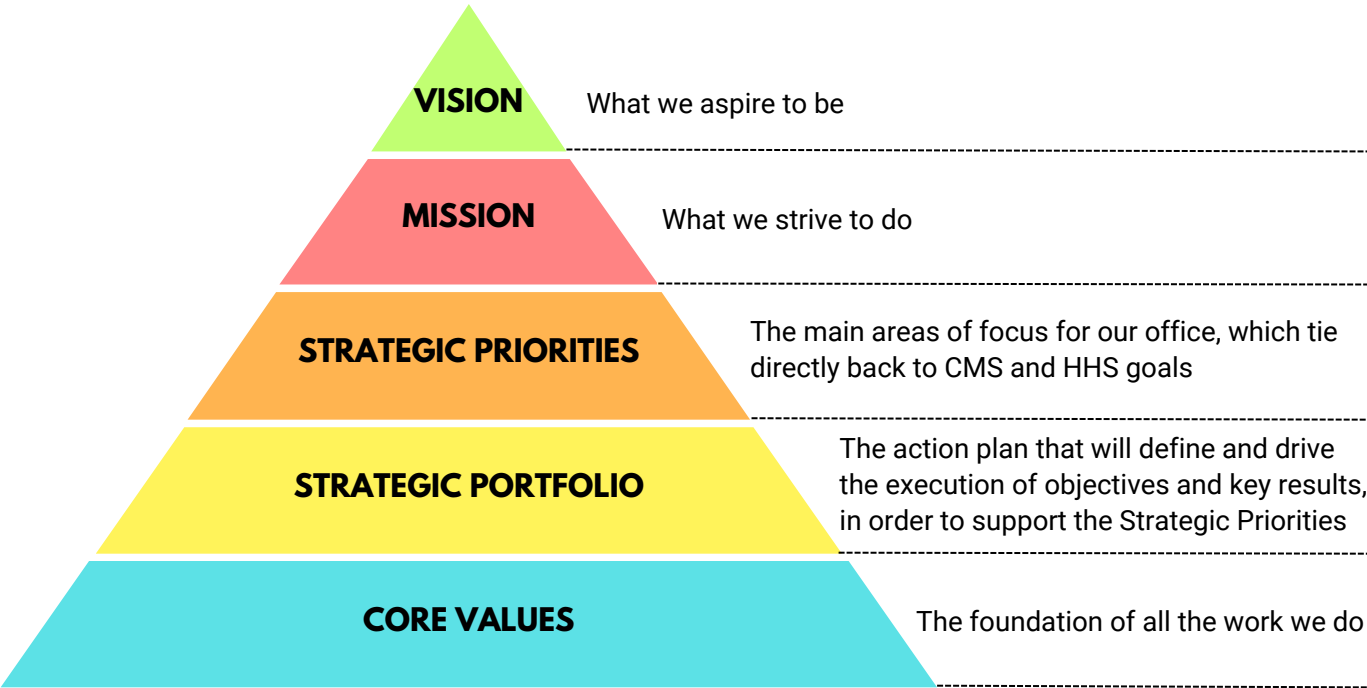 VISION
What we aspire to be
MISSION
What we strive to do
STRATEGIC PRIORITIES
The main areas of focus for our office, which tie
directly back to CMS and HHS goals
STRATEGIC PORTFOLIO
The action plan that will define and drive
the execution of objectives and key results,
in order to support the Strategic Priorities
CORE VALUES
The foundation of all the work we do